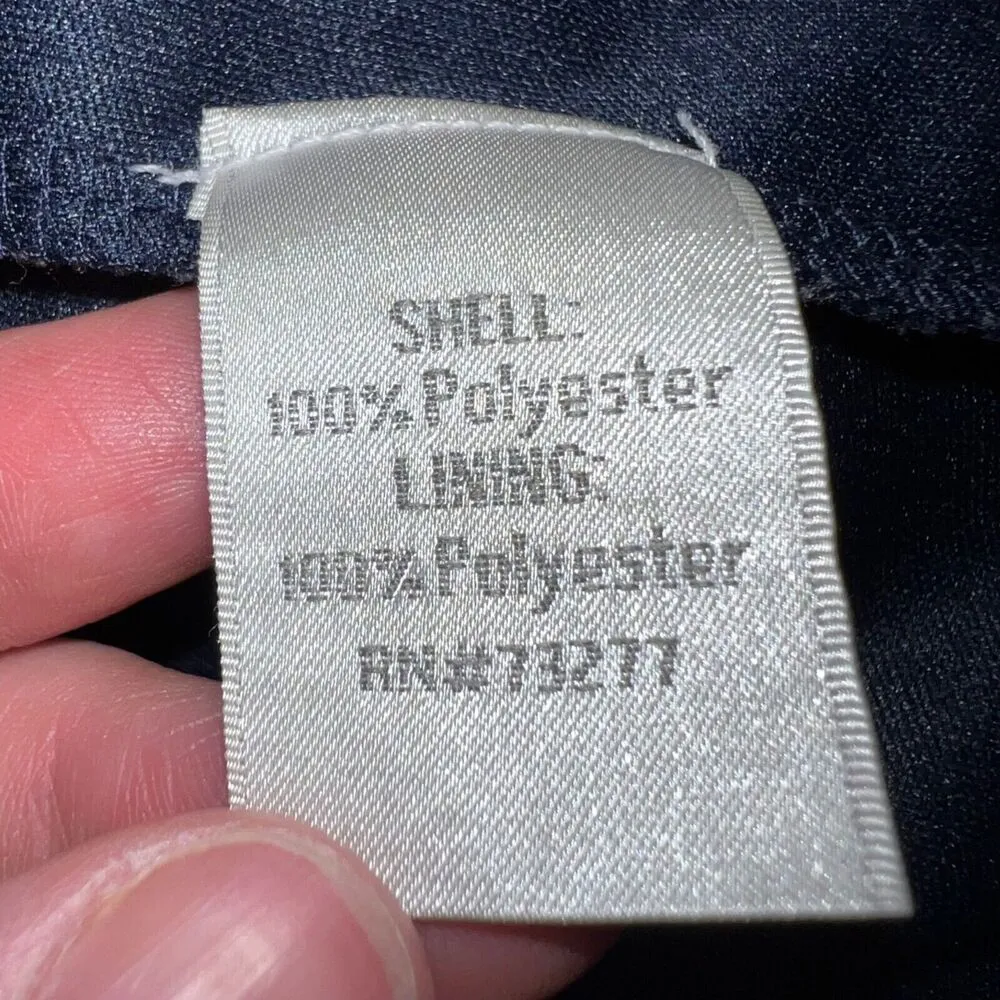 SHELL:
100% Polyester
LINING:
100% Polyester
RN#73277